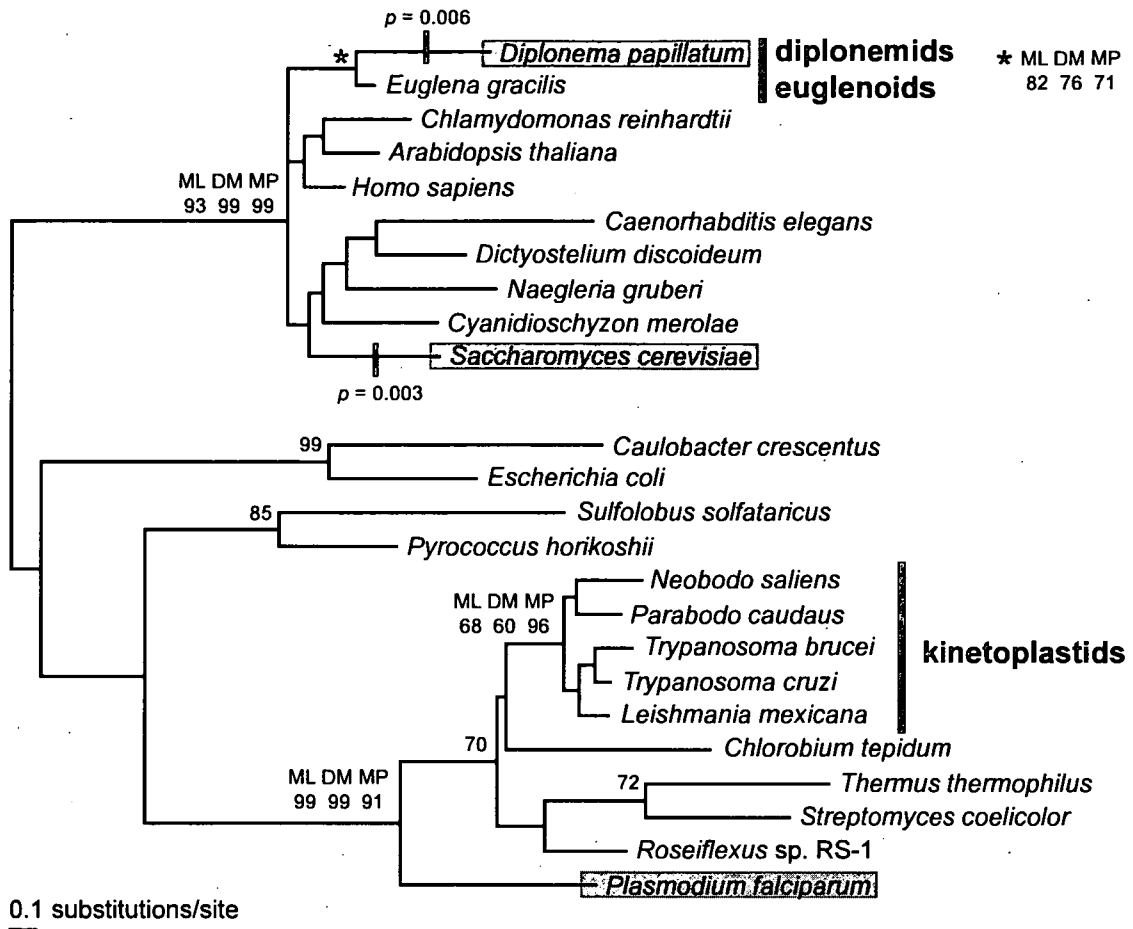 p = 0.006
* Diplonema papillatum diplonemids * ML DM MP
Euglena gracilis euglenoids 82 76 71
Chlamydomonas reinhardtii
Arabidopsis thaliana
ML DM MP
93 99 99
Homo sapiens
Caenorhabditis elegans
Dictyostelium discoideum
Naegleria gruberi
Cyanidioschyzon merolae
Saccharomyces cerevisiae
p = 0.003
99 Caulobacter crescentus
Escherichia coli
85 Sulfolobus solfataricus
Pyrococcus horikoshii
Neobodo saliens
ML DM MP
68 60 96
Parabodo caudaus
Trypanosoma brucei kinetoplastids
Trypanosoma cruzi
Leishmania mexicana
70 Chlorobium tepidum
ML DM MP
99 99 91
72 Thermus thermophilus
Streptomyces coelicolor
Roseiflexus sp. RS-1
Plasmodium falciparum
0.1 substitutions/site